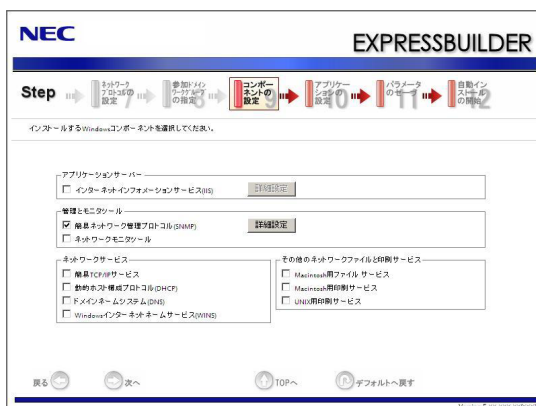 NEC
EXPRESSBUILDER
Step
ネットワーク
プロトコルの
設定
7
参加ドメイン
ワークグループ
の指定
8
コンポー
ネントの
設定
9
アプリケー
ションの
設定
10
パラメータ
のセーブ
11
自動イン
ストール
の開始
12
インストールするWindowsコンポーネントを選択してください。
アプリケーションサーバー
インターネットインフォメーションサービス(IIS)
詳細設定
管理とモニタツール
簡易ネットワーク管理プロトコル(SNMP)
詳細設定
ネットワークモニタツール
ネットワークサービス
簡易TCP/IPサービス
動的ホスト構成プロトコル(DHCP)
ドメインネームシステム(DNS)
Windowsインターネットネームサービス(WINS)
その他のネットワークファイルと印刷サービス
Macintosh用ファイル サービス
Macintosh用印刷サービス
UNIX用印刷サービス
戻る
次へ
TOPへ
デフォルトへ戻す